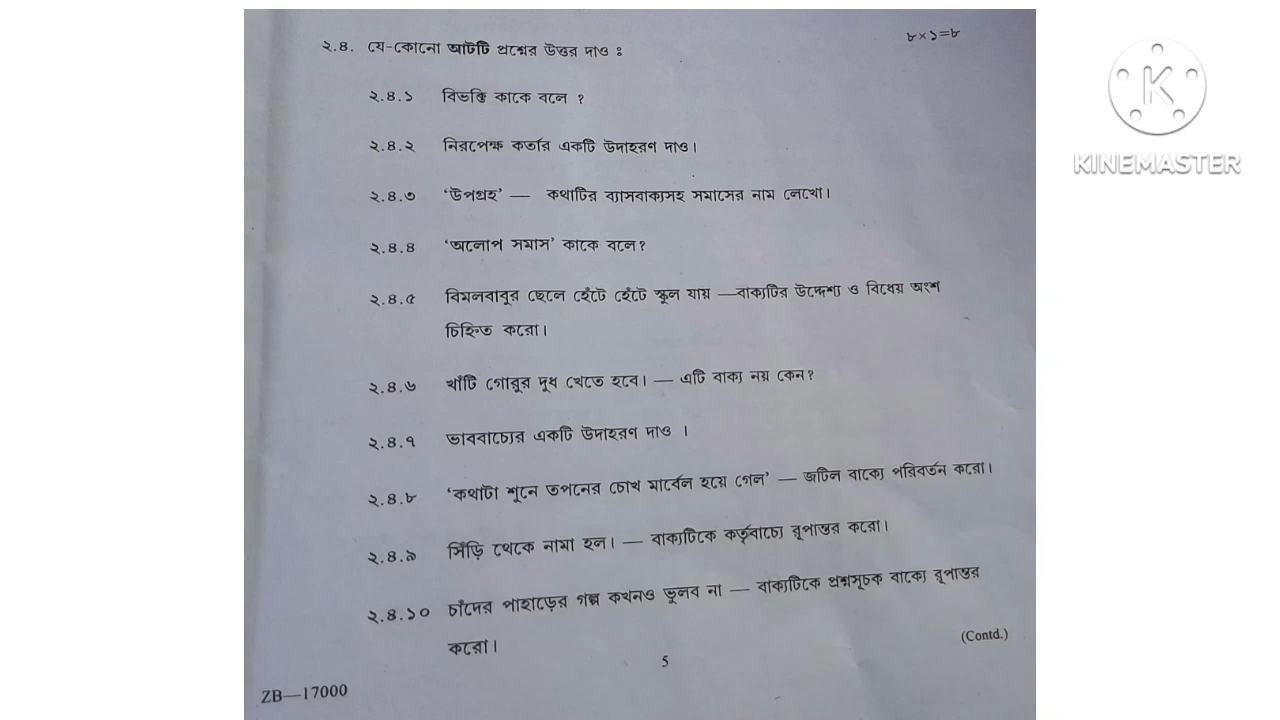 ২.৪. যে-কোনো আটটি প্রশ্নের উত্তর দাও ঃ ৮×১=৮
২.৪.১ বিভক্তি কাকে বলে ?
২.৪.২ নিরপেক্ষ কর্তার একটি উদাহরণ দাও।
২.৪.৩ ‘উপগ্রহ’ — কথাটির ব্যাসবাক্যসহ সমাসের নাম লেখো।
২.৪.৪ ‘অলোপ সমাস’ কাকে বলে?
২.৪.৫ বিমলবাবুর ছেলে হেঁটে হেঁটে স্কুল যায় —বাক্যটির উদ্দেশ্য ও বিধেয় অংশ
চিহ্নিত করো।
২.৪.৬ খাঁটি গোরুর দুধ খেতে হবে। — এটি বাক্য নয় কেন?
২.৪.৭ ভাববাচ্যের একটি উদাহরণ দাও ।
২.৪.৮ ‘কথাটা শুনে তপনের চোখ মার্বেল হয়ে গেল’ — জটিল বাক্যে পরিবর্তন করো।
২.৪.৯ সিঁড়ি থেকে নামা হল। — বাক্যটিকে কর্তৃবাচ্যে রূপান্তর করো।
২.৪.১০ চাঁদের পাহাড়ের গল্প কখনও ভুলব না — বাক্যটিকে প্রশ্নসূচক বাক্যে রূপান্তর
করো।
(Contd.)
5
ZB—17000
KINEMASTER